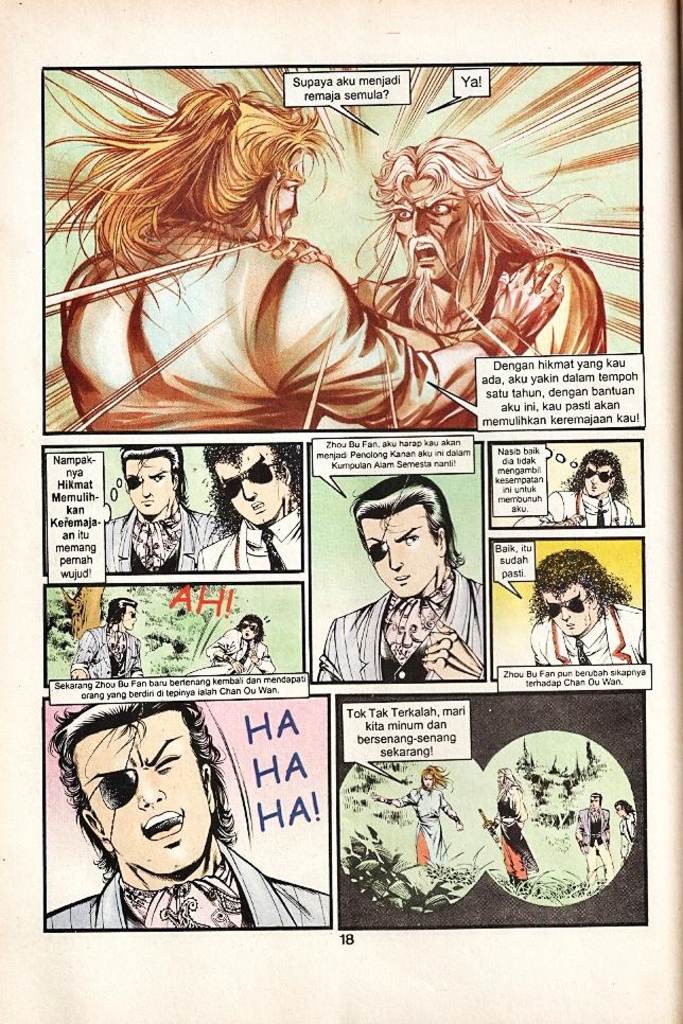 Supaya aku menjadi
remaja semula?
Ya!
Dengan hikmat yang kau
ada, aku yakin dalam tempoh
satu tahun, dengan bantuan
aku ini, kau pasti akan
memulihkan keremajaan kau!
Nampak-
nya
Hikmat
Memulih-
kan
Keremaja-
an itu
memang
pernah
wujud!
AH!
Sekarang Zhou Bu Fan baru bertenang kembali dan mendapati
orang yang berdiri di tepinya ialah Chan Ou Wan.
Zhou Bu Fan, aku harap kau akan
menjadi Penolong Kanan aku ini dalam
Kumpulan Alam Semesta nanti!
Nasib baik
dia tidak
mengambil
kesempatan
ini untuk
membunuh
aku.
Baik, itu
sudah
pasti.
Zhou Bu Fan pun berubah sikapnya
terhadap Chan Ou Wan.
HA
HA
HA!
Tok Tak Terkalah, mari
kita minum dan
bersenang-senang
sekarang!
18